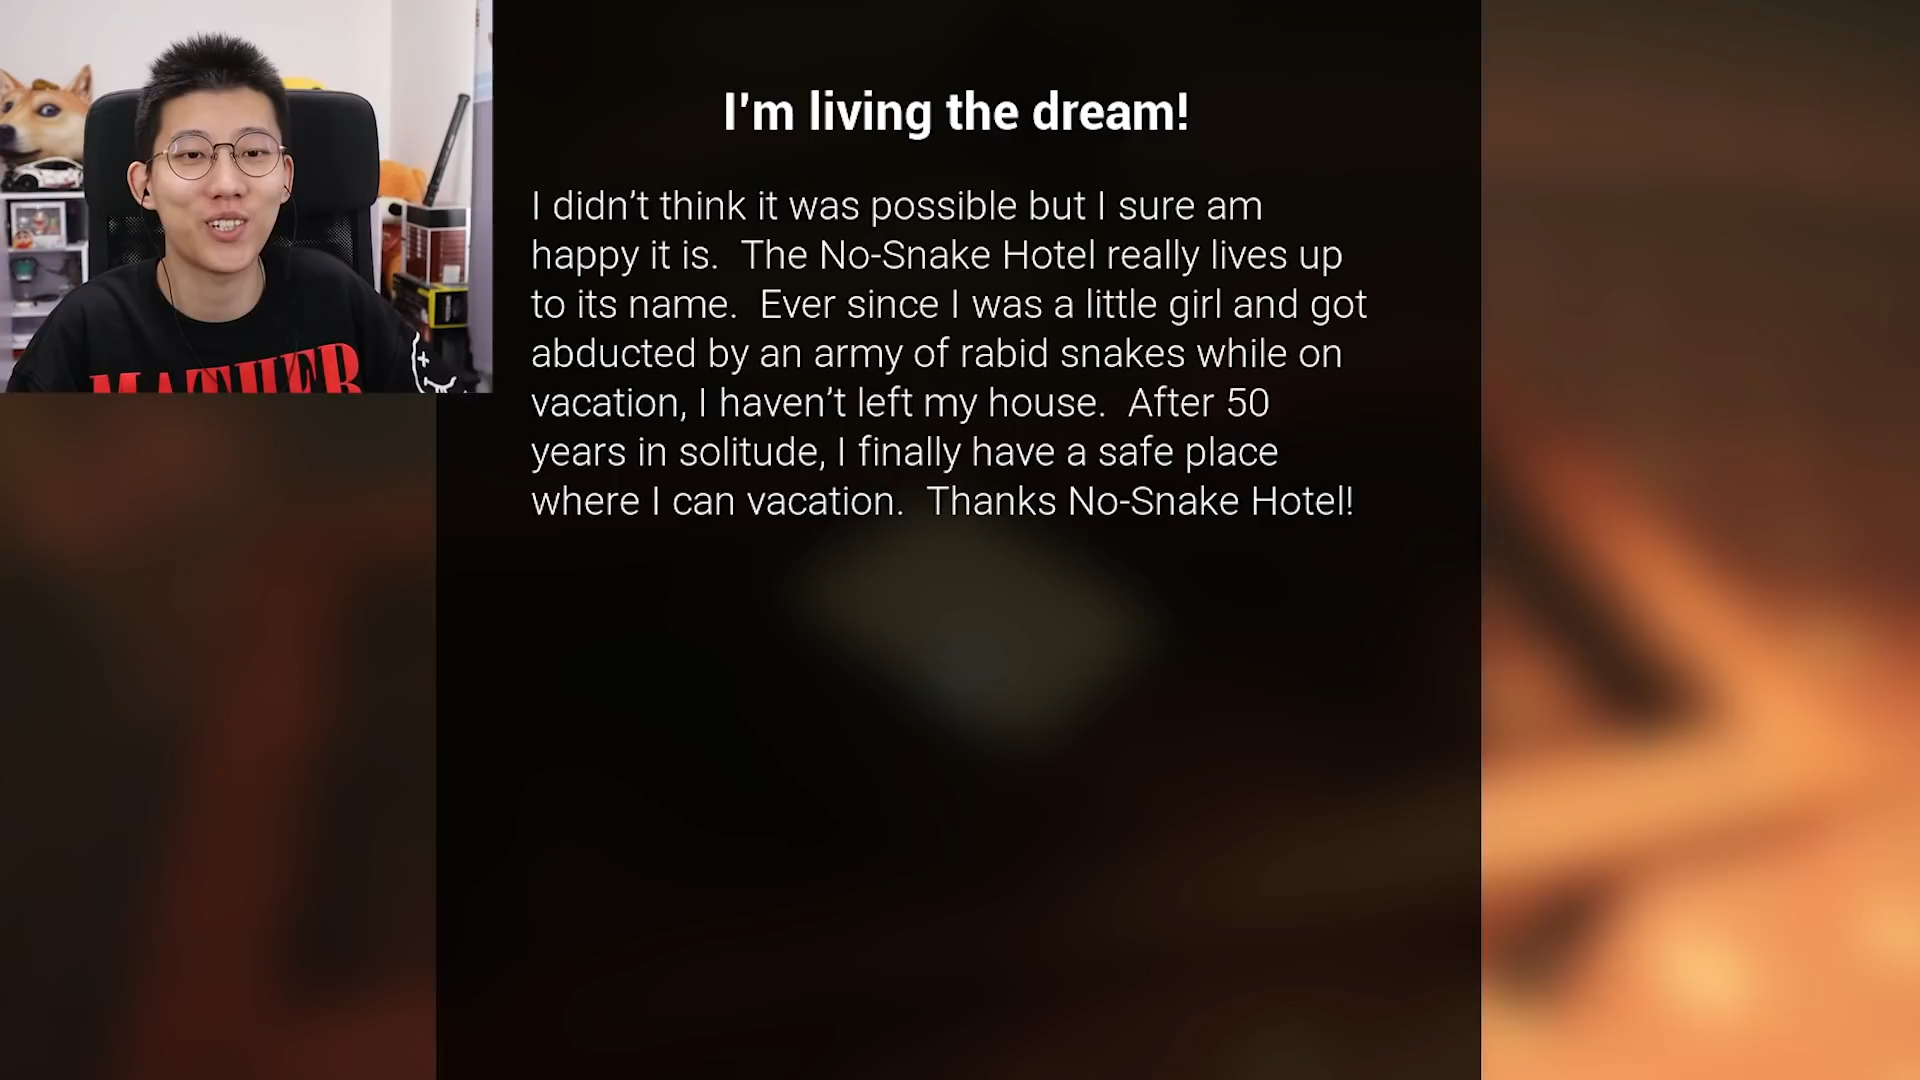 I'm living the dream!
I didn’t think it was possible but I sure am
happy it is.  The No-Snake Hotel really lives up
to its name.  Ever since I was a little girl and got
abducted by an army of rabid snakes while on
vacation, I haven’t left my house.  After 50
years in solitude, I finally have a safe place
where I can vacation.  Thanks No-Snake Hotel!